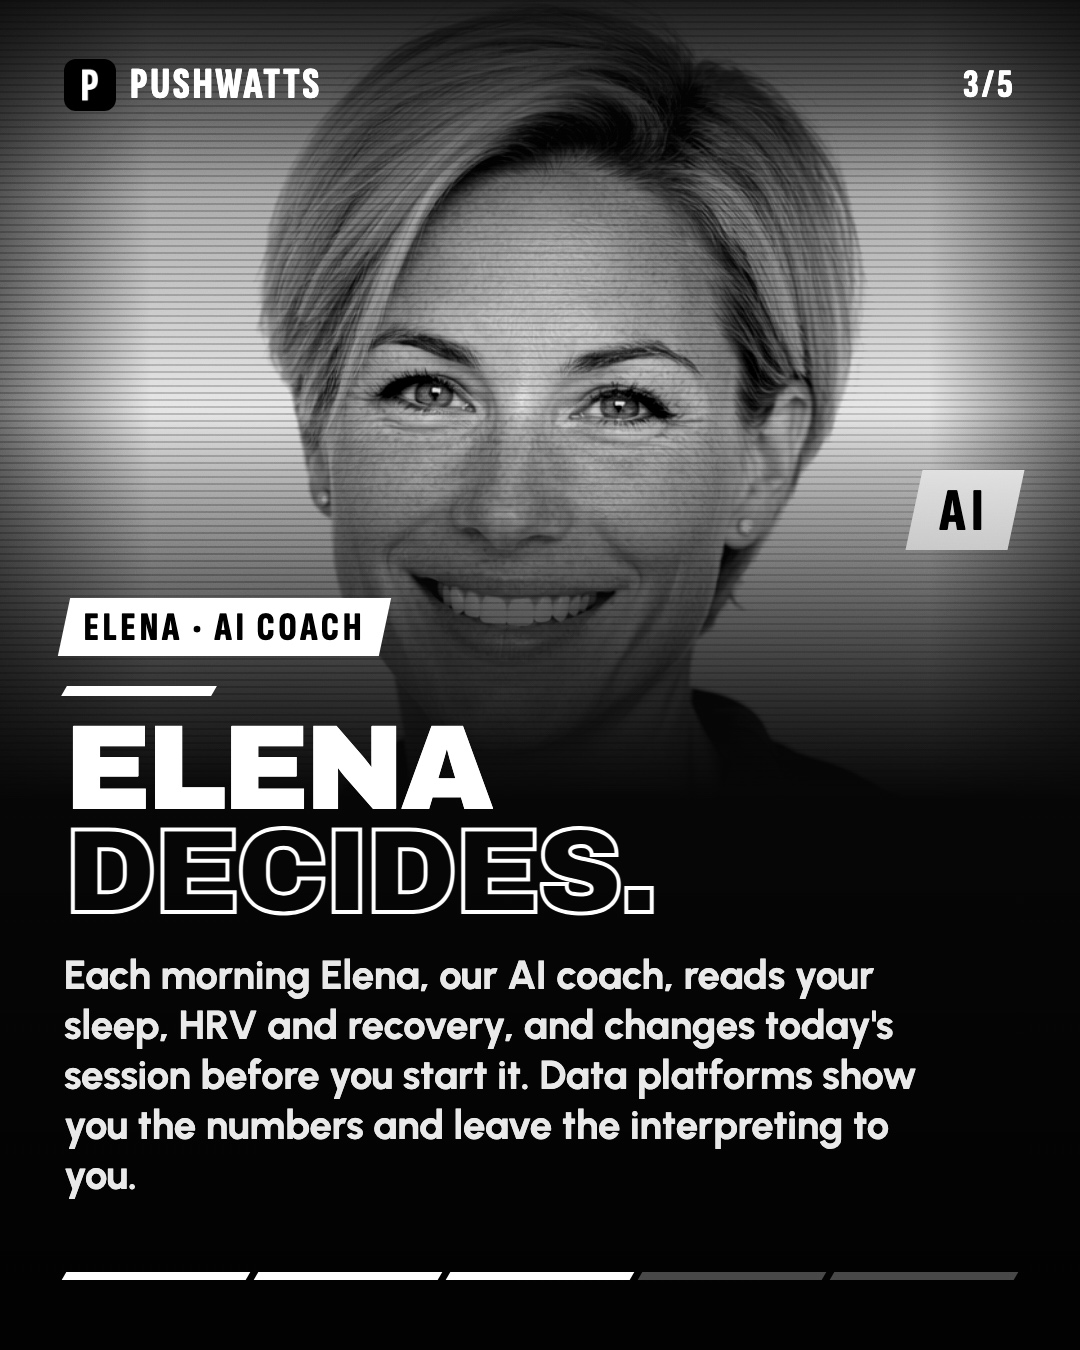 P PUSHWATTS
3/5
AI
ELENA · AI COACH
ELENA
DECIDES.
Each morning Elena, our AI coach, reads your
sleep, HRV and recovery, and changes today's
session before you start it. Data platforms show
you the numbers and leave the interpreting to
you.